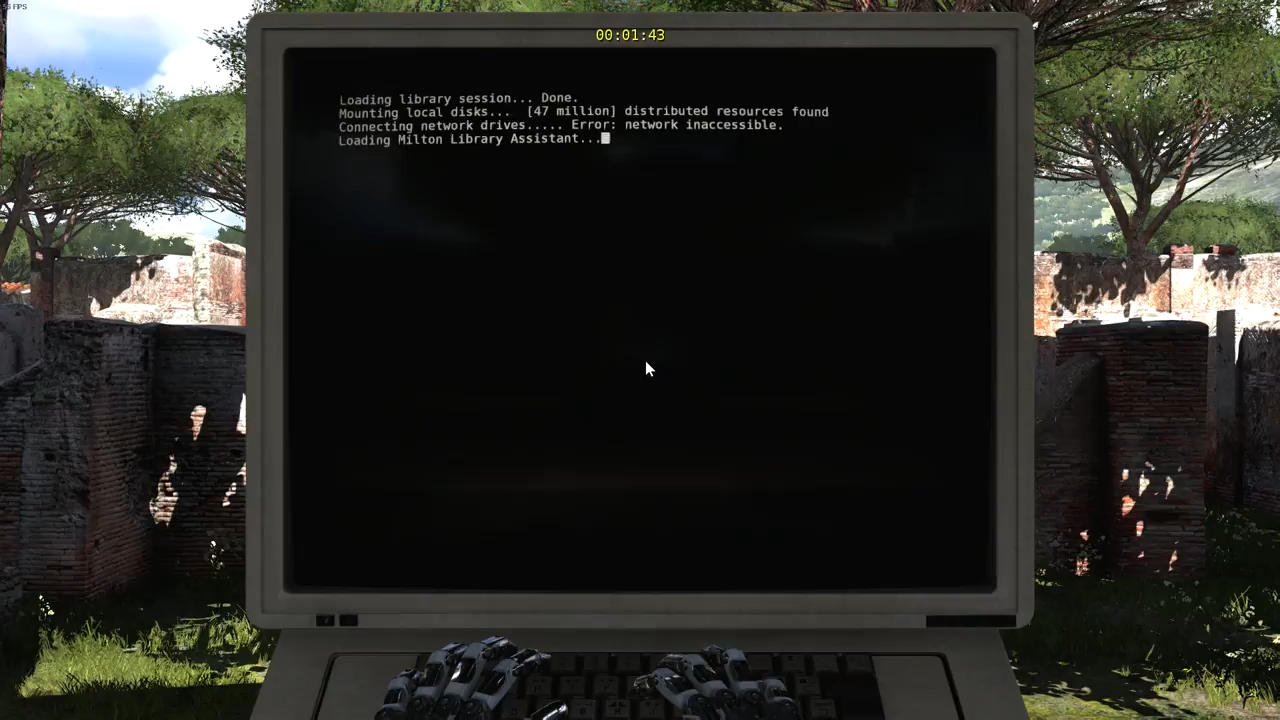 00:01:43
Loading library session... Done.
Mounting local disks...  [47 million] distributed resources found
Connecting network drives..... Error: network inaccessible.
Loading Milton Library Assistant...